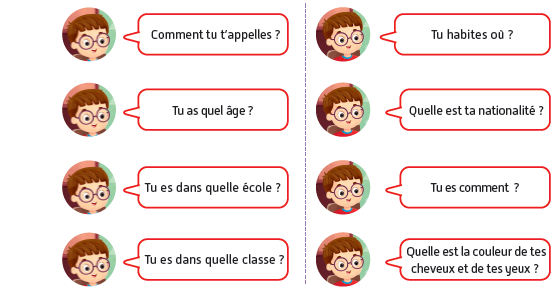 Comment tu t'appelles ?
Tu as quel âge ?
Tu es dans quelle école ?
Tu es dans quelle classe ?
Tu habites où ?
Quelle est ta nationalité ?
Tu es comment ?
Quelle est la couleur de tes
cheveux et de tes yeux ?